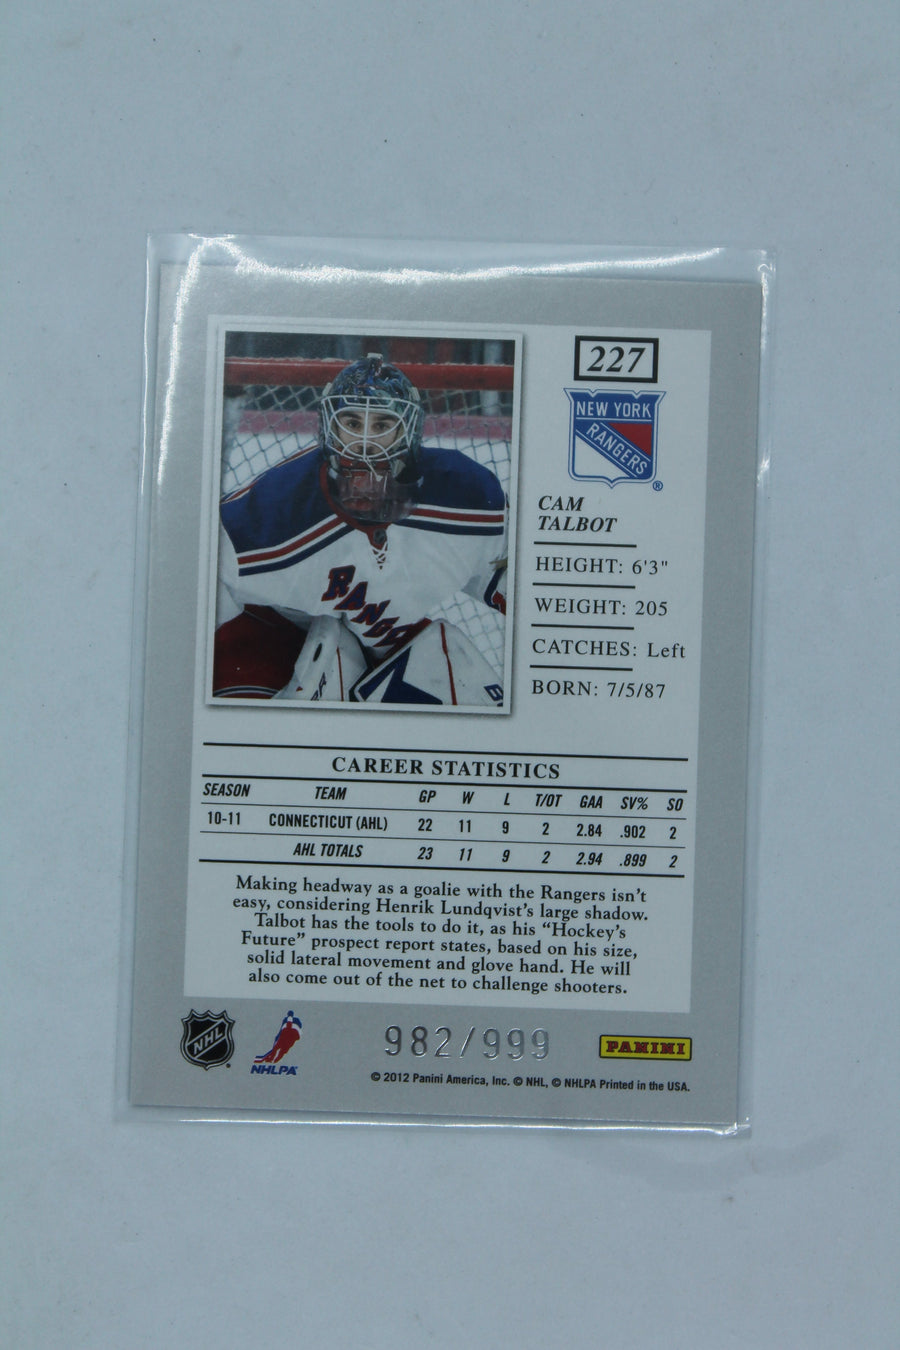 227
NEW YORK
RANGERS
®
CAM
TALBOT
HEIGHT: 6'3"
WEIGHT: 205
CATCHES: Left
BORN: 7/5/87
RANGE
CAREER STATISTICS
SEASON TEAM GP W L T/OT GAA SV% SO
10-11 CONNECTICUT (AHL) 22 11 9 2 2.84 .902 2
AHL TOTALS 23 11 9 2 2.94 .899 2
Making headway as a goalie with the Rangers isn't
easy, considering Henrik Lundqvist's large shadow.
Talbot has the tools to do it, as his "Hockey's
Future" prospect report states, based on his size,
solid lateral movement and glove hand. He will
also come out of the net to challenge shooters.
NHL
NHLPA
982/999
PANINI
© 2012 Panini America, Inc. © NHL, © NHLPA Printed in the USA.